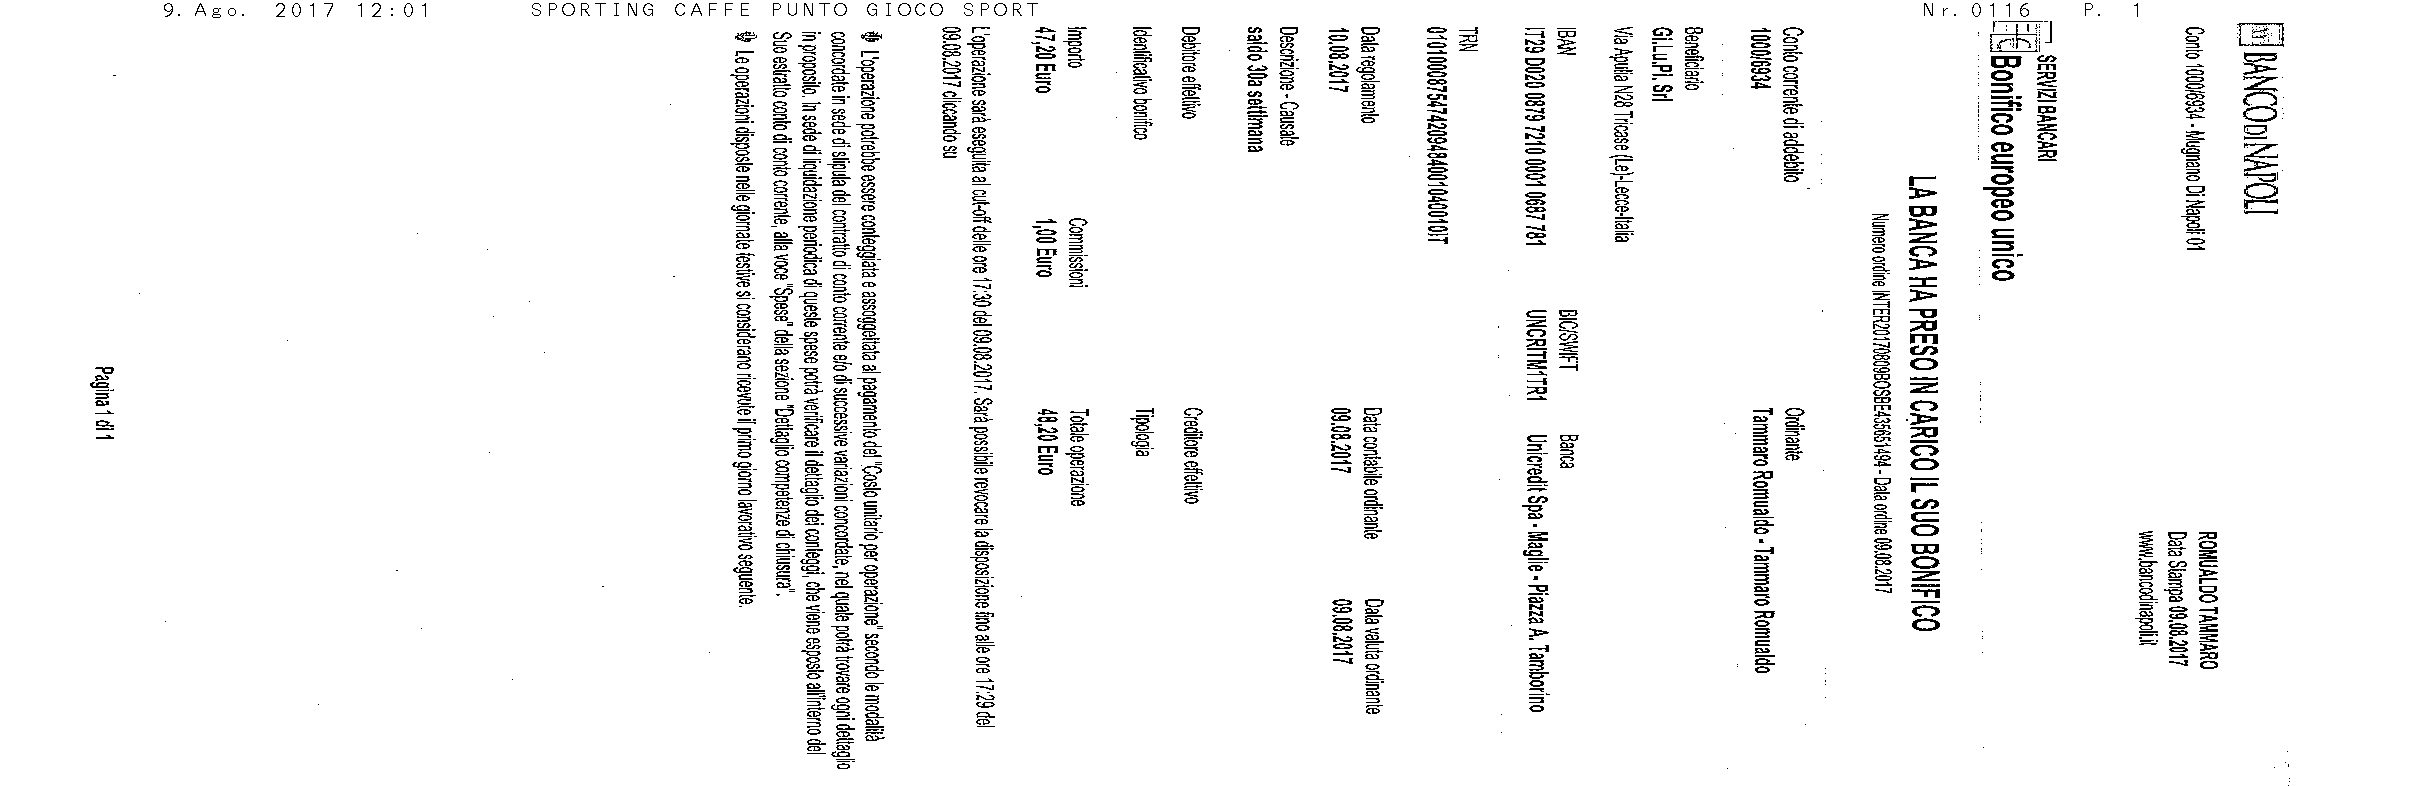 9. Ago. 2017 12:01 SPORTING CAFFE PUNTO GIOCO SPORT Nr. 0116 P. 1
BANCO DI NAPOLI
ROMUALDO TAMMARO
Conto 1000/6934 - Mugnano Di Napoli 01
Data Stampa 09.08.2017
www.bancodinapoli.it
SERVIZI BANCARI
Bonifico europeo unico
LA BANCA HA PRESO IN CARICO IL SUO BONIFICO
Numero ordine INTER20170809BOSBE435651494 - Data ordine 09.08.2017
Conto corrente di addebito Ordinante
1000/6934 Tammaro Romualdo - Tammaro Romualdo
Beneficiario
Gi.Lu.Pi. Srl
Via Aquila N28 Tricase (Le)-Lecce-Italia
IBAN BIC/SWIFT Banca
IT29 D020 0879 7210 0001 0687 781 UNCRITM1TR1 Unicredit Spa - Maglie - Piazza A. Tamborino
TRN
0101000875474209484001040010IT
Data regolamento Data contabile ordinante Data valuta ordinante
10.08.2017 09.08.2017 09.08.2017
Descrizione - Causale
saldo 30a settimana
Debitore effettivo Creditore effettivo
Identificativo bonifico Tipologia
Importo Commissioni Totale operazione
47,20 Euro 1,00 Euro 48,20 Euro
L'operazione sarà eseguita al cut-off delle ore 17:30 del 09.08.2017. Sarà possibile revocare la disposizione fino alle ore 17:29 del
09.08.2017 cliccando su
L'operazione potrebbe essere conteggiata e assoggettata al pagamento del "Costo unitario per operazione" secondo le modalità
concordate in sede di stipula del contratto di conto corrente e/o di successive variazioni concordate, nel quale potrà trovare ogni dettaglio
in proposito. In sede di liquidazione periodica di queste spese potrà verificare il dettaglio dei conteggi, che viene esposto all'interno del
Suo estratto conto di conto corrente, alla voce "Spese" della sezione "Dettaglio competenze di chiusura".
Le operazioni disposte nelle giornate festive si considerano ricevute il primo giorno lavorativo seguente.
Pagina 1 di 1